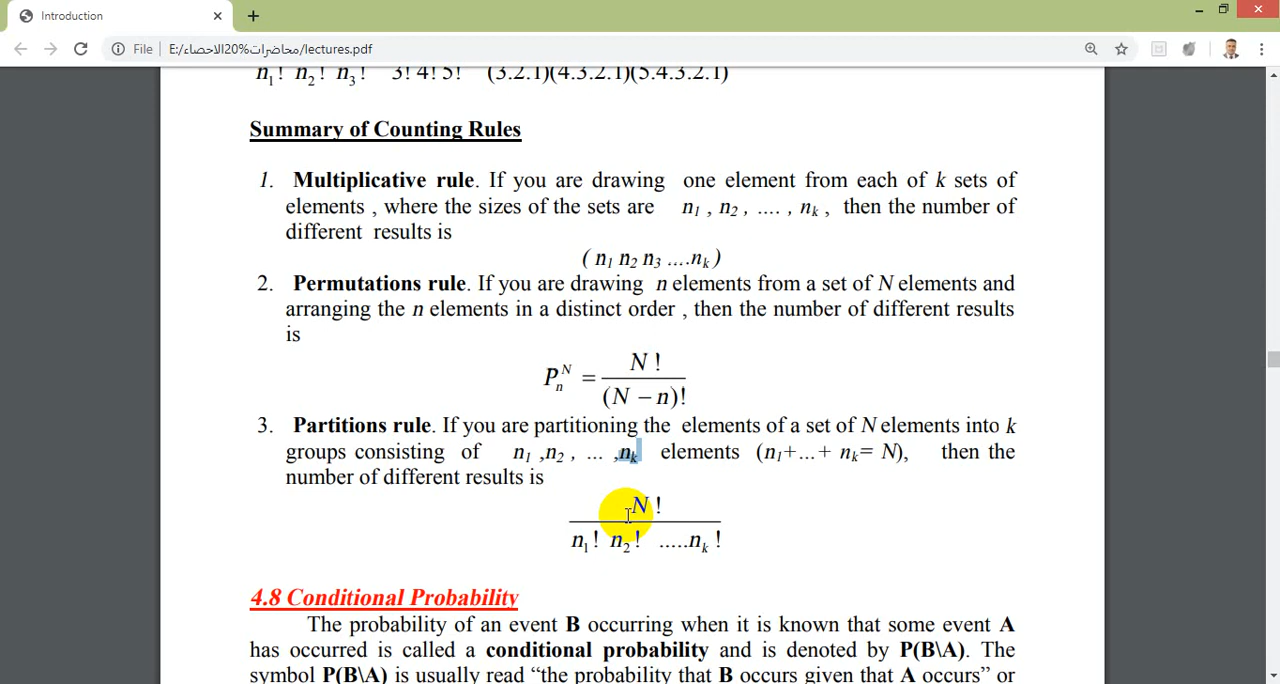 Introduction
File | E:/محاضرات%20الاحصاء/lectures.pdf
n₁! n₂! n₃! 3! 4! 5! (3.2.1)(4.3.2.1)(5.4.3.2.1)
Summary of Counting Rules
1. Multiplicative rule. If you are drawing one element from each of k sets of
elements , where the sizes of the sets are n₁ , n₂ , .... , nₖ , then the number of
different results is
( n₁ n₂ n₃ ....nₖ )
2. Permutations rule. If you are drawing n elements from a set of N elements and
arranging the n elements in a distinct order , then the number of different results
is
Pₙᴺ = N ! / (N – n)!
3. Partitions rule. If you are partitioning the elements of a set of N elements into k
groups consisting of n₁ ,n₂ , ... ,nₖ elements (n₁+...+ nₖ= N), then the
number of different results is
N !
n₁ ! n₂ ! .....nₖ !
4.8 Conditional Probability
The probability of an event B occurring when it is known that some event A
has occurred is called a conditional probability and is denoted by P(B\A). The
symbol P(B\A) is usually read “the probability that B occurs given that A occurs” or